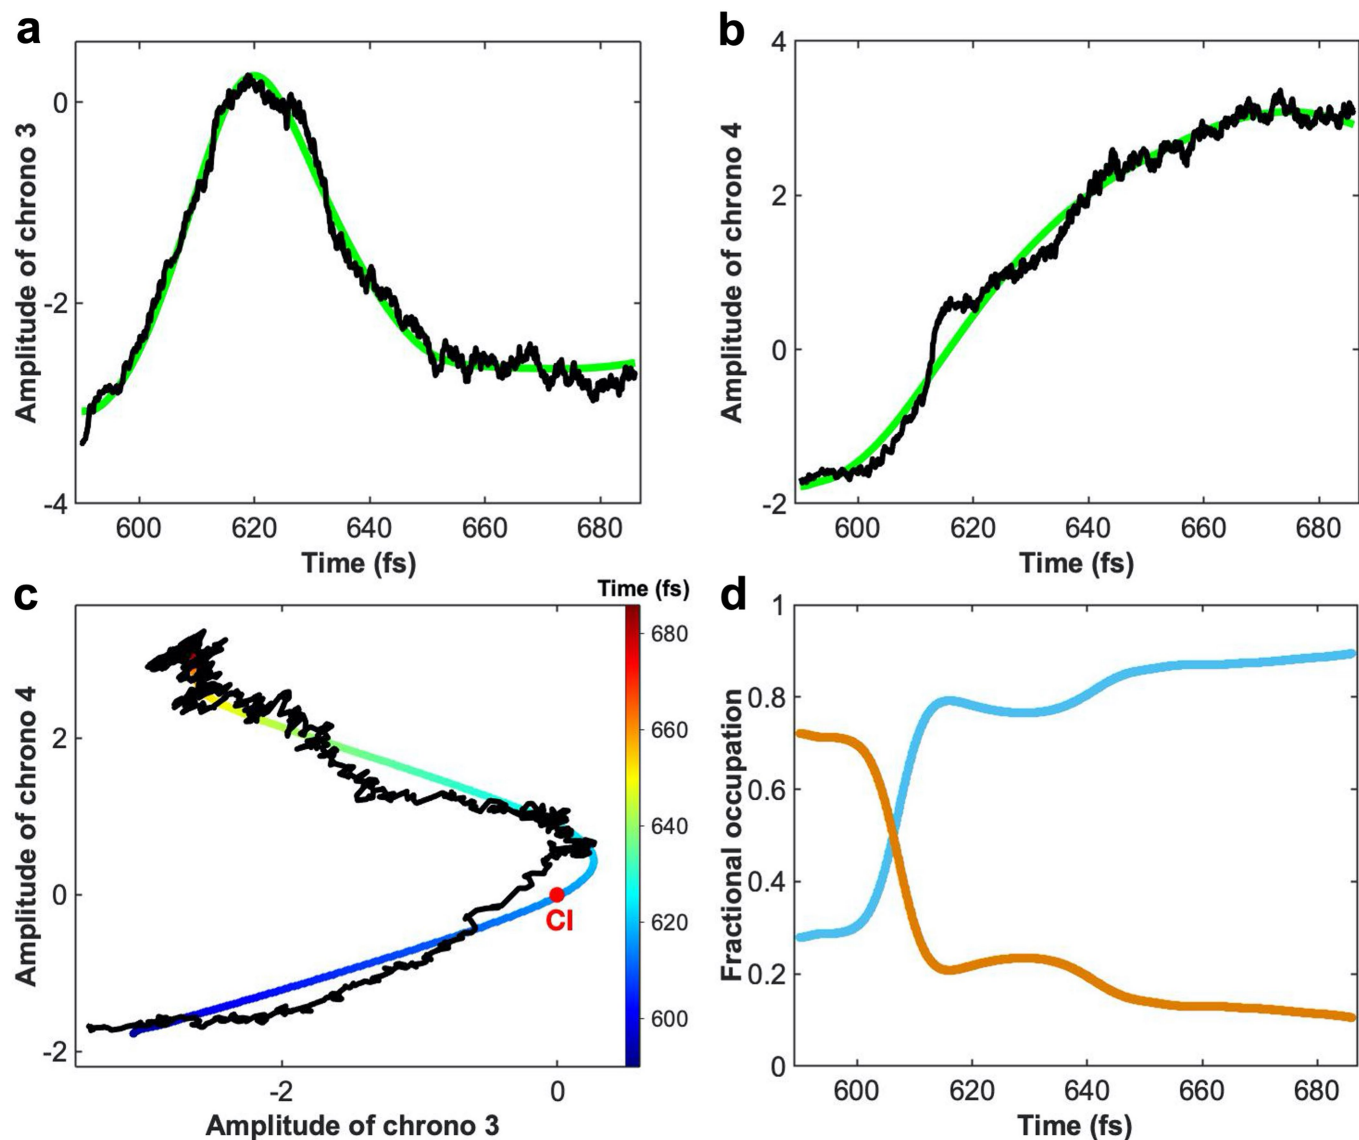 a
0
-2
-4
Amplitude of chrono 3
600 620 640 660 680
Time (fs)
b
4
2
0
-2
Amplitude of chrono 4
600 620 640 660 680
Time (fs)
c
Time (fs)
2
0
-2
Amplitude of chrono 4
CI
-2 0
Amplitude of chrono 3
680
660
640
620
600
d
1
0.8
0.6
0.4
0.2
0
Fractional occupation
600 620 640 660 680
Time (fs)